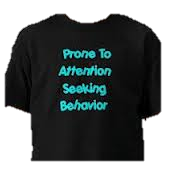 Prone To
Attention
Seeking
Behavior